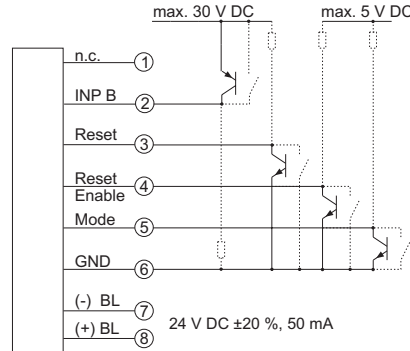 max. 30 V DC
max. 5 V DC
n.c. 1
INP B 2
Reset 3
Reset
Enable 4
Mode 5
GND 6
(-) BL 7
(+) BL 8
24 V DC ±20 %, 50 mA